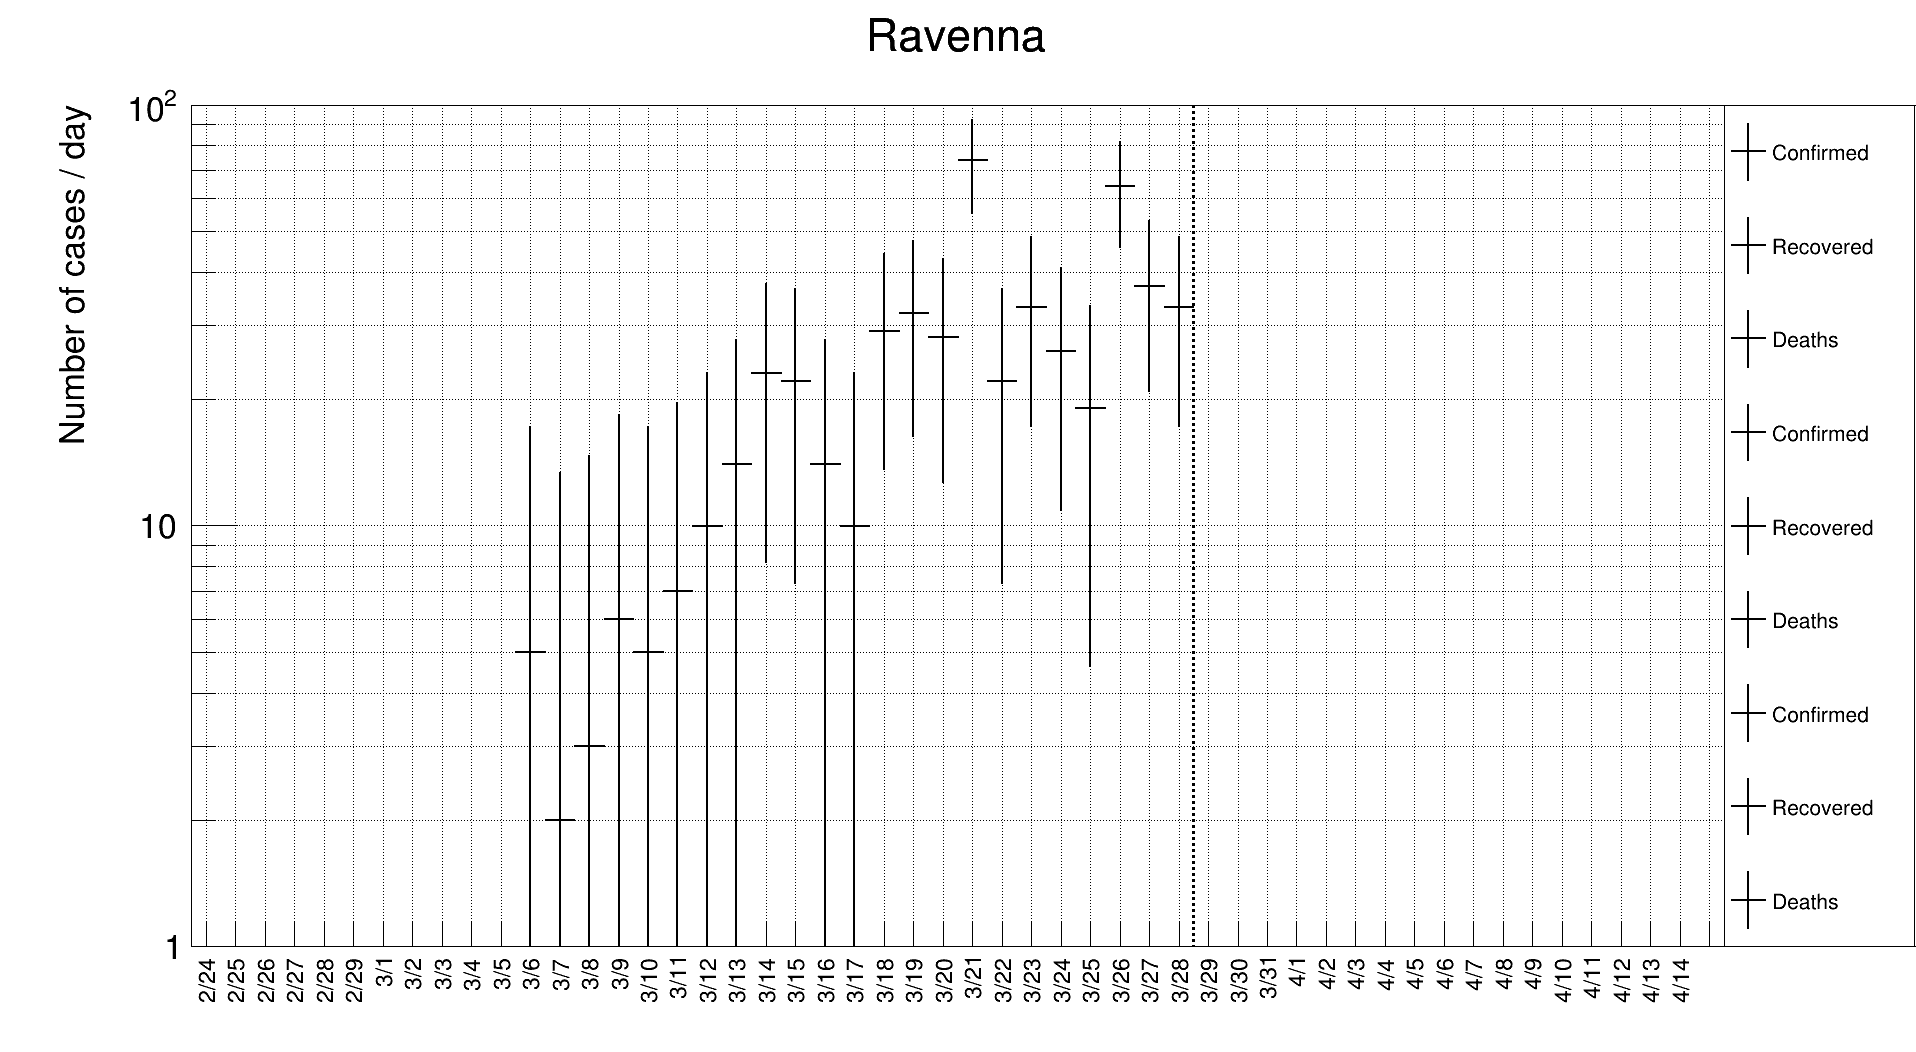 Ravenna
Number of cases / day
10²
10
1
2/24 2/25 2/26 2/27 2/28 2/29 3/1 3/2 3/3 3/4 3/5 3/6 3/7 3/8 3/9 3/10 3/11 3/12 3/13 3/14 3/15 3/16 3/17 3/18 3/19 3/20 3/21 3/22 3/23 3/24 3/25 3/26 3/27 3/28 3/29 3/30 3/31 4/1 4/2 4/3 4/4 4/5 4/6 4/7 4/8 4/9 4/10 4/11 4/12 4/13 4/14
Confirmed
Recovered
Deaths
Confirmed
Recovered
Deaths
Confirmed
Recovered
Deaths